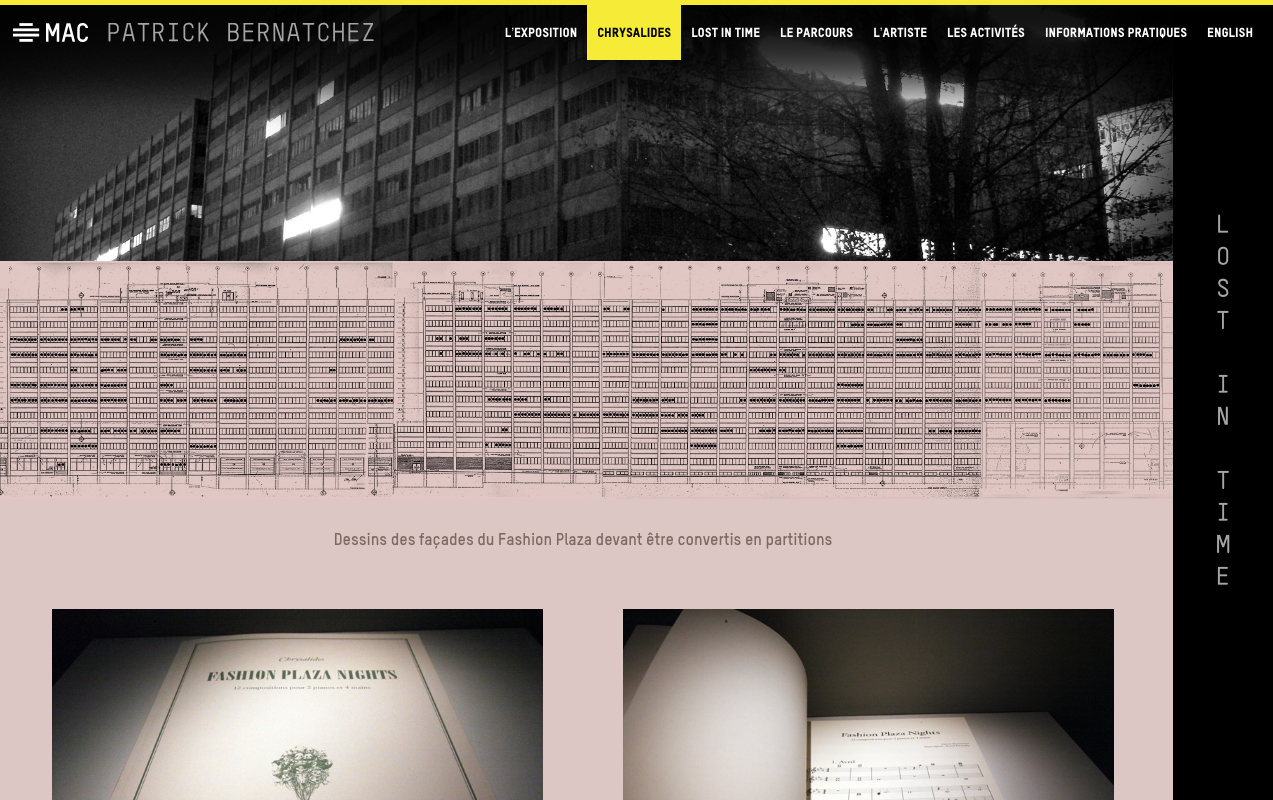 MAC PATRICK BERNATCHEZ
L'EXPOSITION
CHRYSALIDES
LOST IN TIME
LE PARCOURS
L'ARTISTE
LES ACTIVITÉS
INFORMATIONS PRATIQUES
ENGLISH
LOST IN TIME
Dessins des façades du Fashion Plaza devant être convertis en partitions
Chrysalides
FASHION PLAZA NIGHTS
12 compositions pour 2 pianos et 4 mains
Fashion Plaza Nights
1. Avril